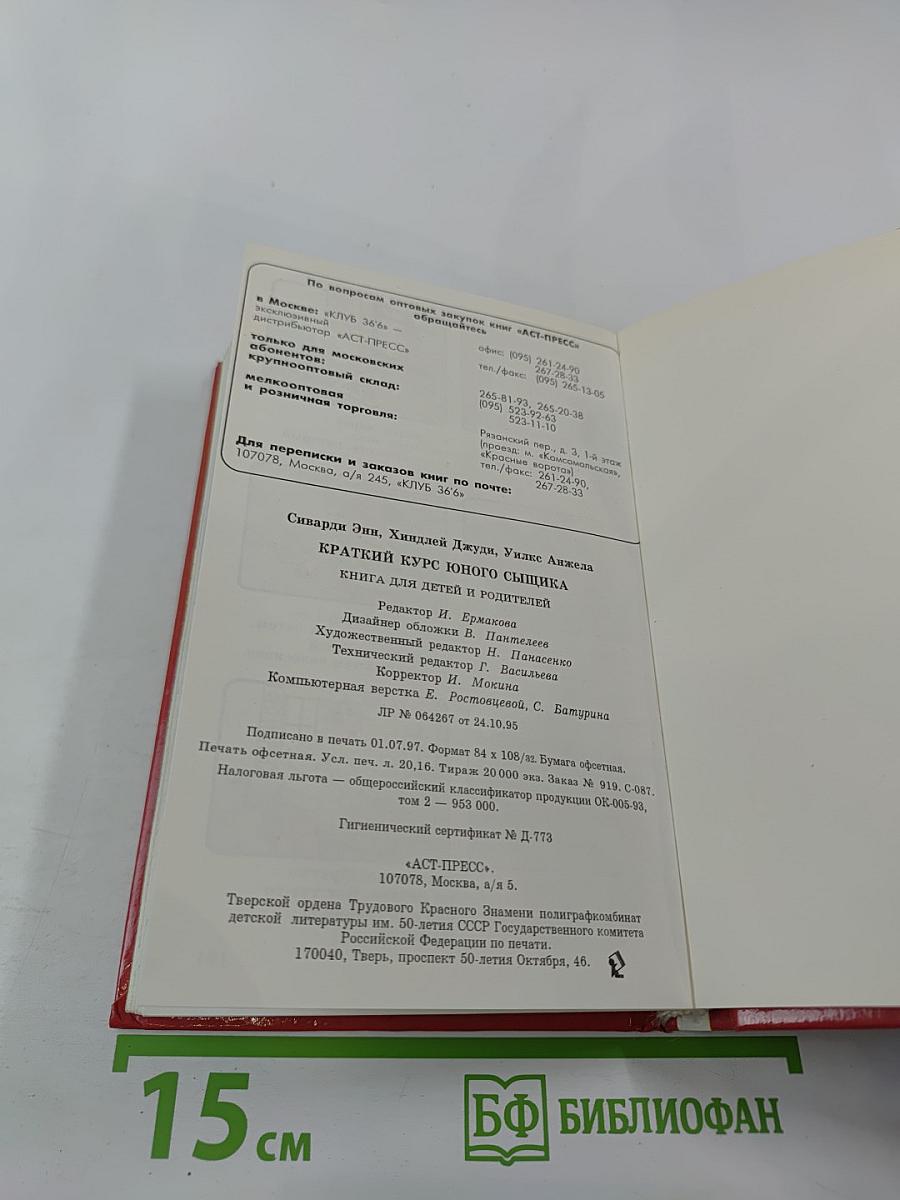 По вопросам оптовых закупок книг «АСТ-ПРЕСС»
обращайтесь
в Москве: «КЛУБ 36'6» —
эксклюзивный
дистрибьютор «АСТ-ПРЕСС»
офис: (095) 261-24-90
267-28-33
тел./факс: (095) 265-13-05
только для московских
абонентов:
265-81-93, 265-20-38
крупнооптовый склад:
(095) 523-92-63
523-11-10
мелкооптовая
и розничная торговля:
Рязанский пер., д. 3, 1-й этаж
(проезд: м. «Комсомольская»,
«Красные ворота»)
тел./факс: 261-24-90,
267-28-33
Для переписки и заказов книг по почте:
107078, Москва, а/я 245, «КЛУБ 36'6»
Сиварди Энн, Хиндлей Джуди, Уилкс Анжела
КРАТКИЙ КУРС ЮНОГО СЫЩИКА
КНИГА ДЛЯ ДЕТЕЙ И РОДИТЕЛЕЙ
Редактор И. Ермакова
Дизайнер обложки В. Пантелеев
Художественный редактор Н. Панасенко
Технический редактор Г. Васильева
Корректор И. Мокина
Компьютерная верстка Е. Ростовцевой, С. Батурина
ЛР № 064267 от 24.10.95
Подписано в печать 01.07.97. Формат 84 х 108/32. Бумага офсетная.
Печать офсетная. Усл. печ. л. 20,16. Тираж 20 000 экз. Заказ № 919. С-087.
Налоговая льгота — общероссийский классификатор продукции ОК-005-93,
том 2 — 953 000.
Гигиенический сертификат № Д-773
«АСТ-ПРЕСС».
107078, Москва, а/я 5.
Тверской ордена Трудового Красного Знамени полиграфкомбинат
детской литературы им. 50-летия СССР Государственного комитета
Российской Федерации по печати.
170040, Тверь, проспект 50-летия Октября, 46.
15 см
БФ БИБЛИОФАН